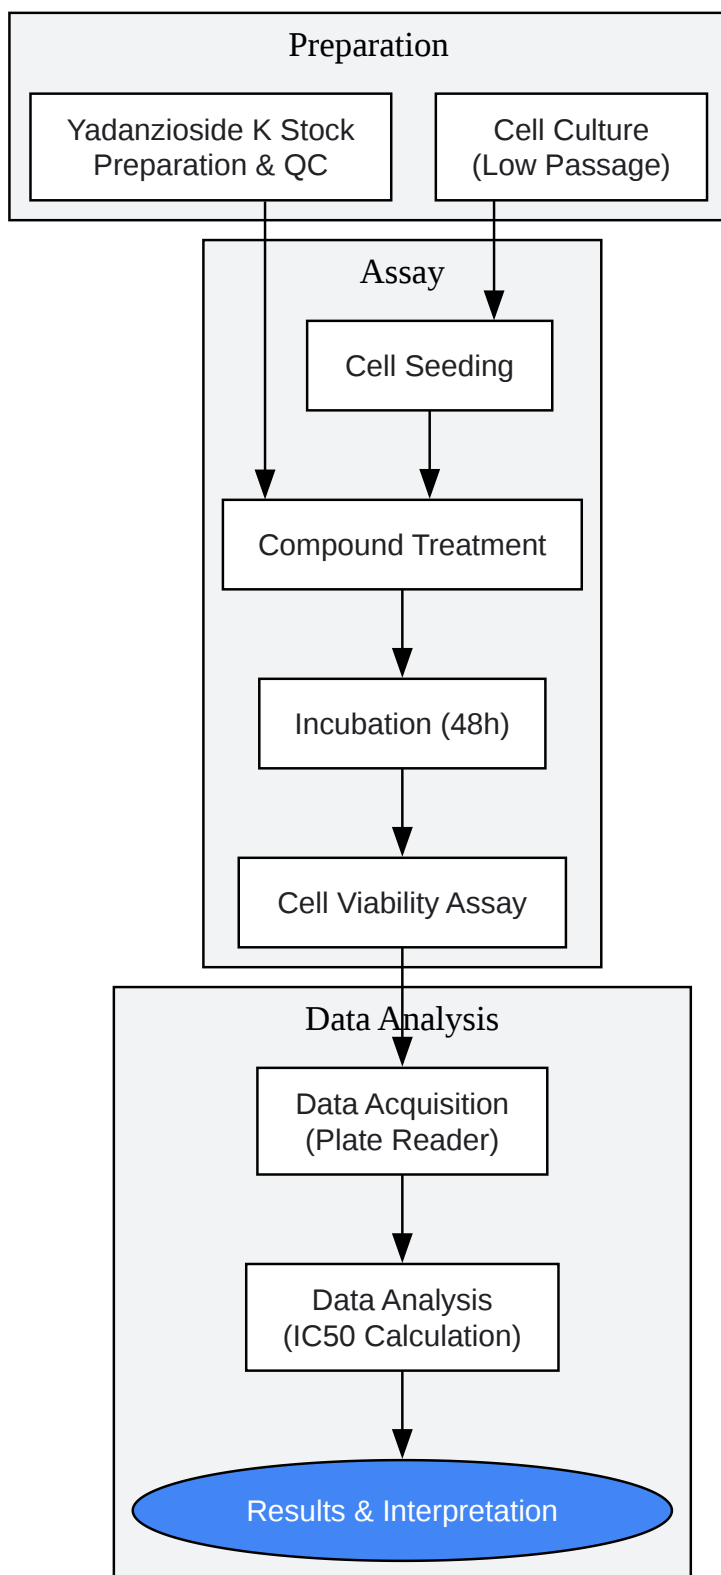 Preparation
Yadanzioside K Stock
Preparation & QC
Cell Culture
(Low Passage)
Assay
Cell Seeding
Compound Treatment
Incubation (48h)
Cell Viability Assay
Data Analysis
Data Acquisition
(Plate Reader)
Data Analysis
(IC50 Calculation)
Results & Interpretation